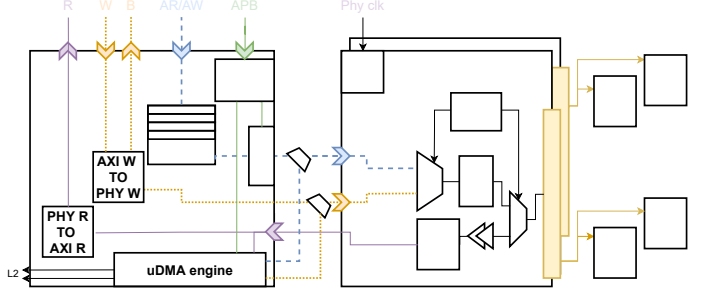 R W B AR/AW APB Phy clk
AXI W
TO
PHY W
PHY R
TO
AXI R
uDMA engine
L2